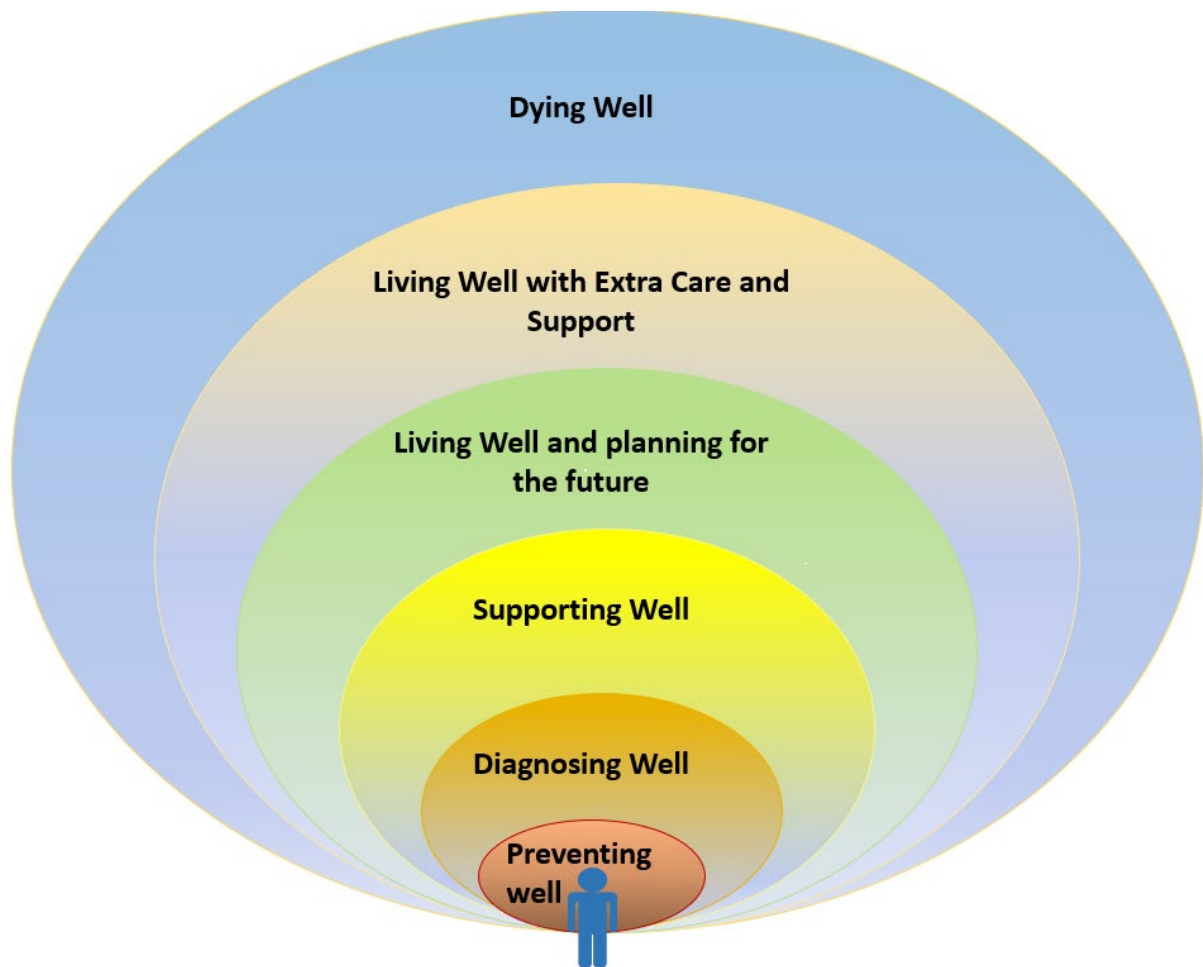 Dying Well
Living Well with Extra Care and
Support
Living Well and planning for
the future
Supporting Well
Diagnosing Well
Preventing
well